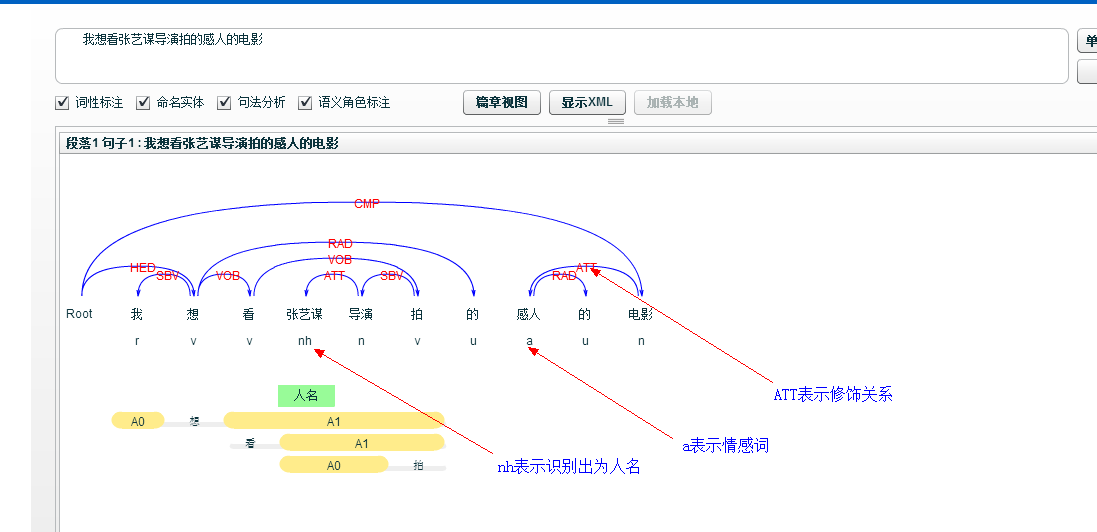 我想看张艺谋导演拍的感人的电影
单
词性标注 命名实体 句法分析 语义角色标注 篇章视图 显示XML 加载本地
段落1句子1:我想看张艺谋导演拍的感人的电影
CMP
RAD
VOB
HED SBV VOB ATT SBV RAD ATT
Root 我 想 看 张艺谋 导演 拍 的 感人 的 电影
r v v nh n v u a u n
人名
ATT表示修饰关系
A0 想 A1
看 A1
a表示情感词
A0 拍
nh表示识别出为人名